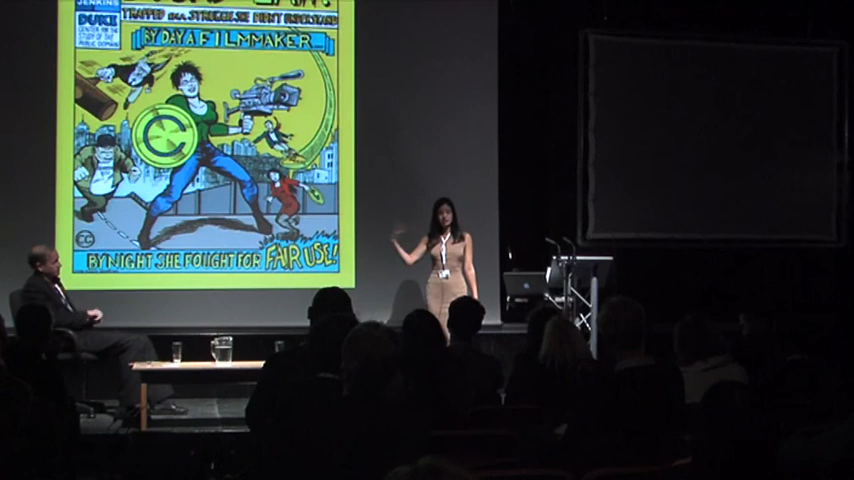 JENKINS
DUKE
CENTER FOR THE
STUDY OF THE
PUBLIC DOMAIN
TRAPPED IN A STRUGGLE SHE DIDN'T UNDERSTAND
BY DAY A FILMMAKER...
C
CC
BY NIGHT SHE FOUGHT FOR FAIR USE!